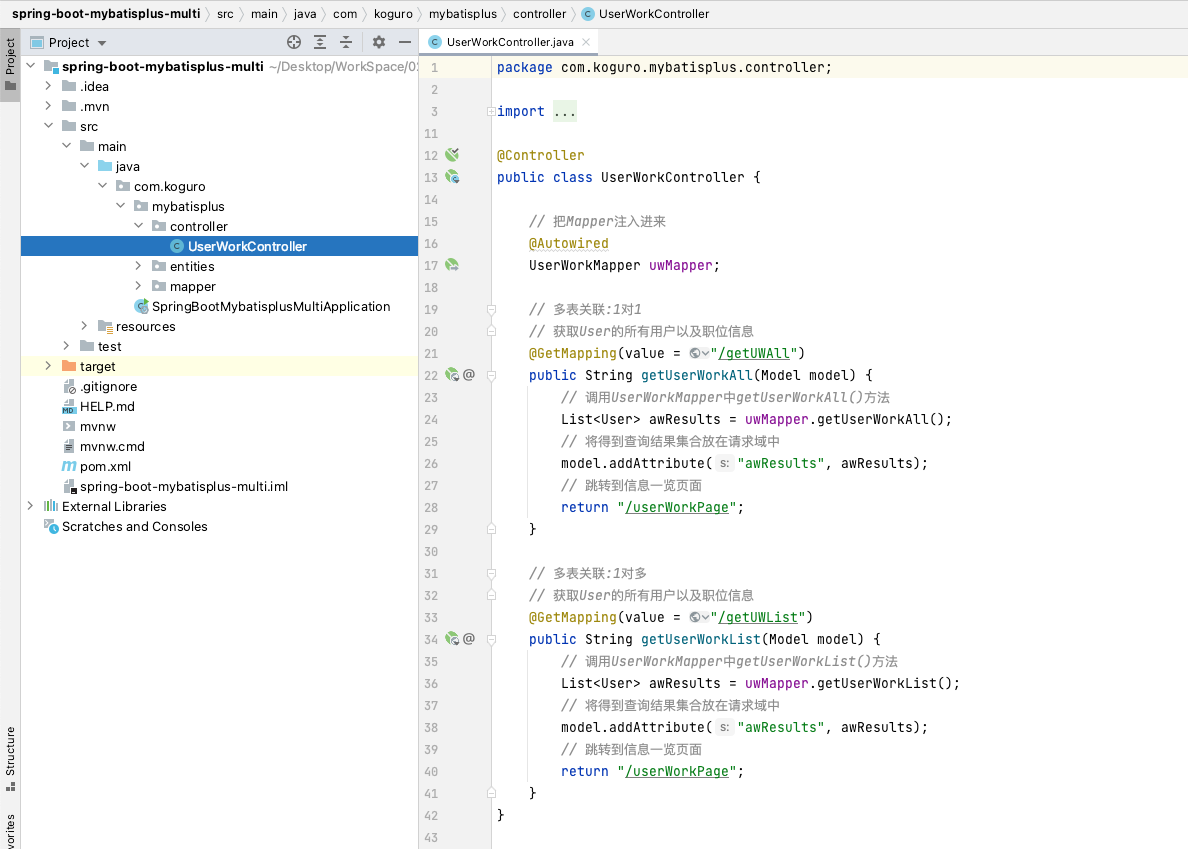 spring-boot-mybatisplus-multi src main java com koguro mybatisplus controller UserWorkController
Project
Structure
Project
spring-boot-mybatisplus-multi ~/Desktop/WorkSpace/02
.idea
.mvn
src
main
java
com.koguro
mybatisplus
controller
UserWorkController
entities
mapper
SpringBootMybatisplusMultiApplication
resources
test
target
.gitignore
HELP.md
mvnw
mvnw.cmd
pom.xml
spring-boot-mybatisplus-multi.iml
External Libraries
Scratches and Consoles
UserWorkController.java
1 package com.koguro.mybatisplus.controller;
2
3 import ...
11
12 @Controller
13 public class UserWorkController {
14
15 // 把Mapper注入进来
16 @Autowired
17 UserWorkMapper uwMapper;
18
19 // 多表关联:1对1
20 // 获取User的所有用户以及职位信息
21 @GetMapping(value = "/getUWAll")
22 public String getUserWorkAll(Model model) {
23 // 调用UserWorkMapper中getUserWorkAll()方法
24 List<User> awResults = uwMapper.getUserWorkAll();
25 // 将得到查询结果集合放在请求域中
26 model.addAttribute( s: "awResults", awResults);
27 // 跳转到信息一览页面
28 return "/userWorkPage";
29 }
30
31 // 多表关联:1对多
32 // 获取User的所有用户以及职位信息
33 @GetMapping(value = "/getUWList")
34 public String getUserWorkList(Model model) {
35 // 调用UserWorkMapper中getUserWorkList()方法
36 List<User> awResults = uwMapper.getUserWorkList();
37 // 将得到查询结果集合放在请求域中
38 model.addAttribute( s: "awResults", awResults);
39 // 跳转到信息一览页面
40 return "/userWorkPage";
41 }
42 }
43